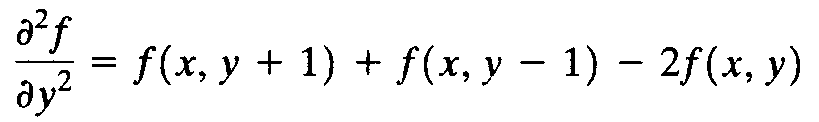 ∂²f/∂y² = f(x, y + 1) + f(x, y − 1) − 2f(x, y)